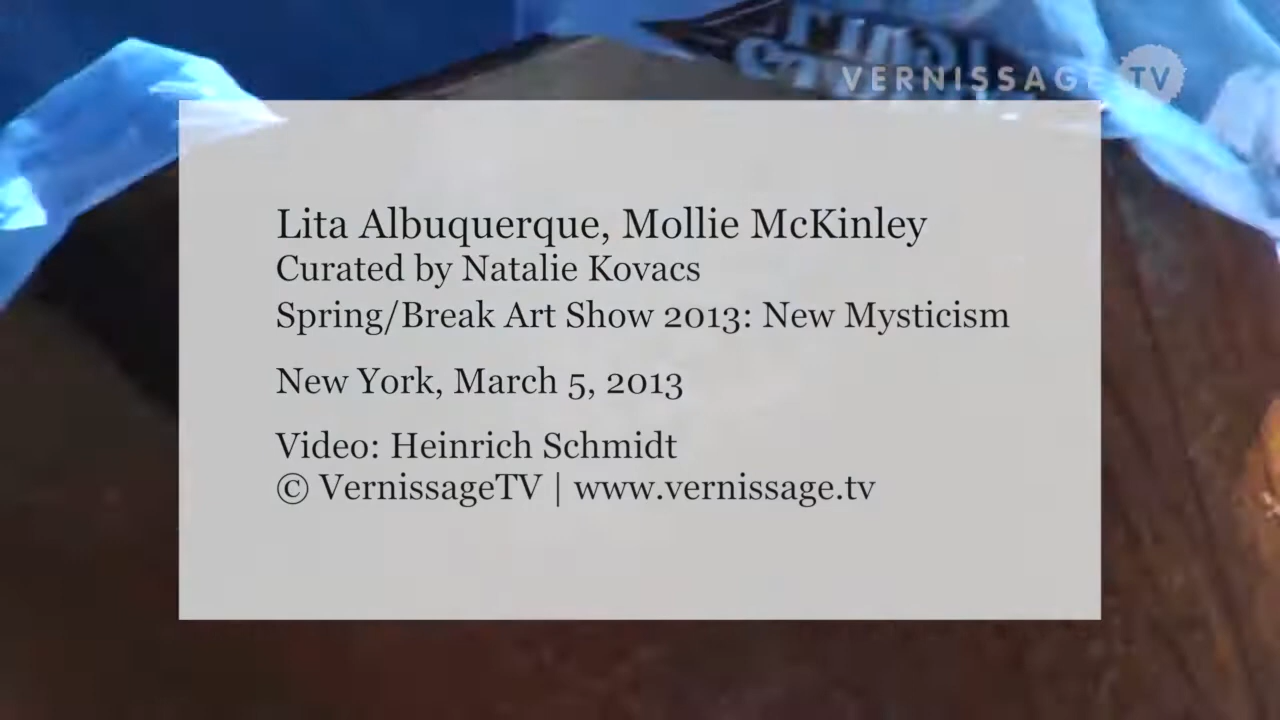 VERNISSAGE TV
Lita Albuquerque, Mollie McKinley
Curated by Natalie Kovacs
Spring/Break Art Show 2013: New Mysticism
New York, March 5, 2013
Video: Heinrich Schmidt
© VernissageTV | www.vernissage.tv